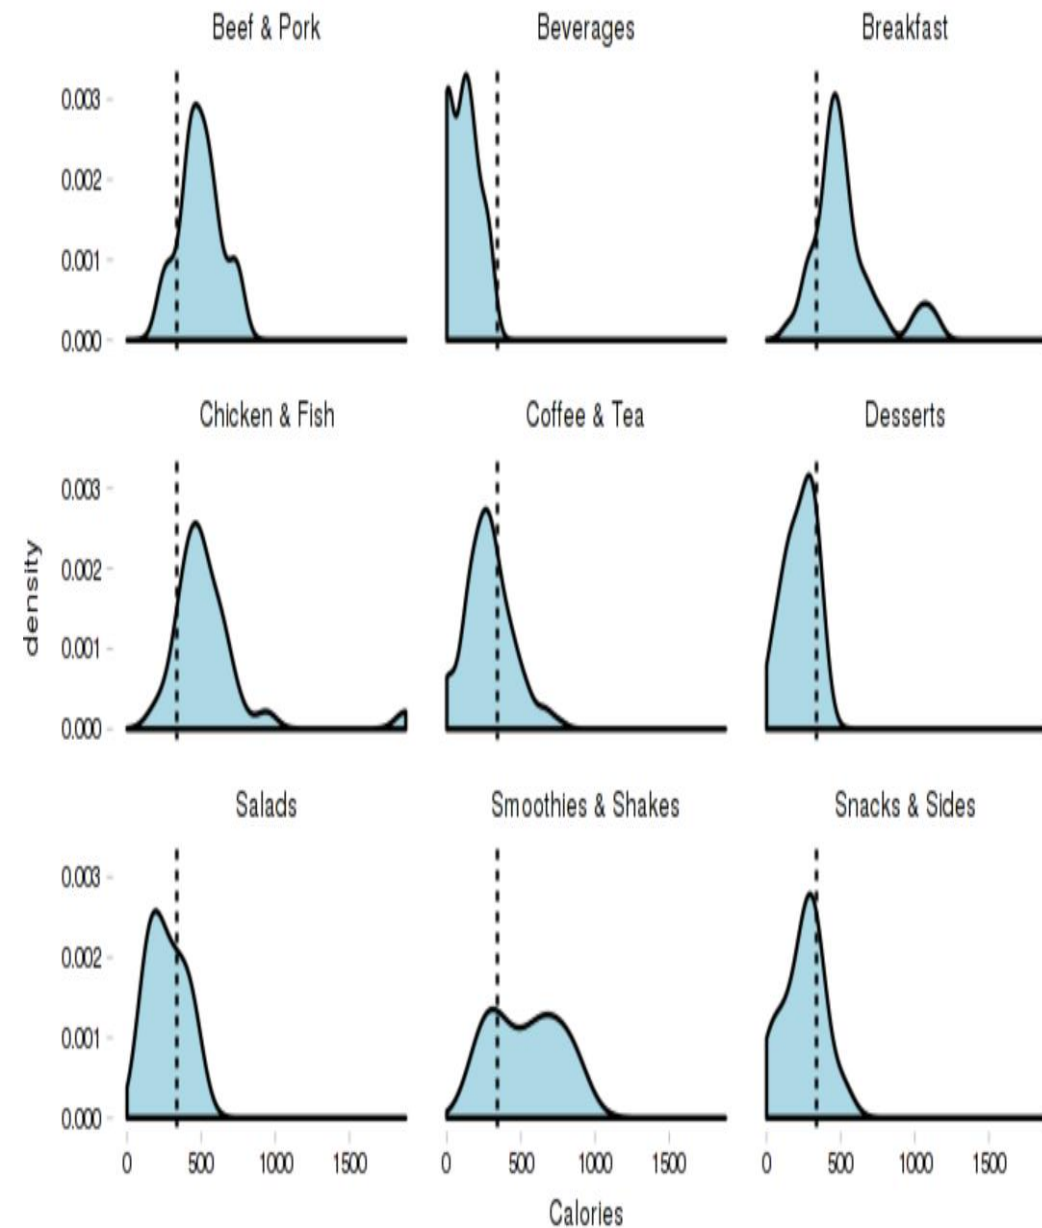 Beef & Pork
Beverages
Breakfast
0.003
0.002
0.001
0.000
Chicken & Fish
Coffee & Tea
Desserts
0.003
0.002
0.001
0.000
density
Salads
Smoothies & Shakes
Snacks & Sides
0.003
0.002
0.001
0.000
0 500 1000 1500
0 500 1000 1500
0 500 1000 1500
Calories